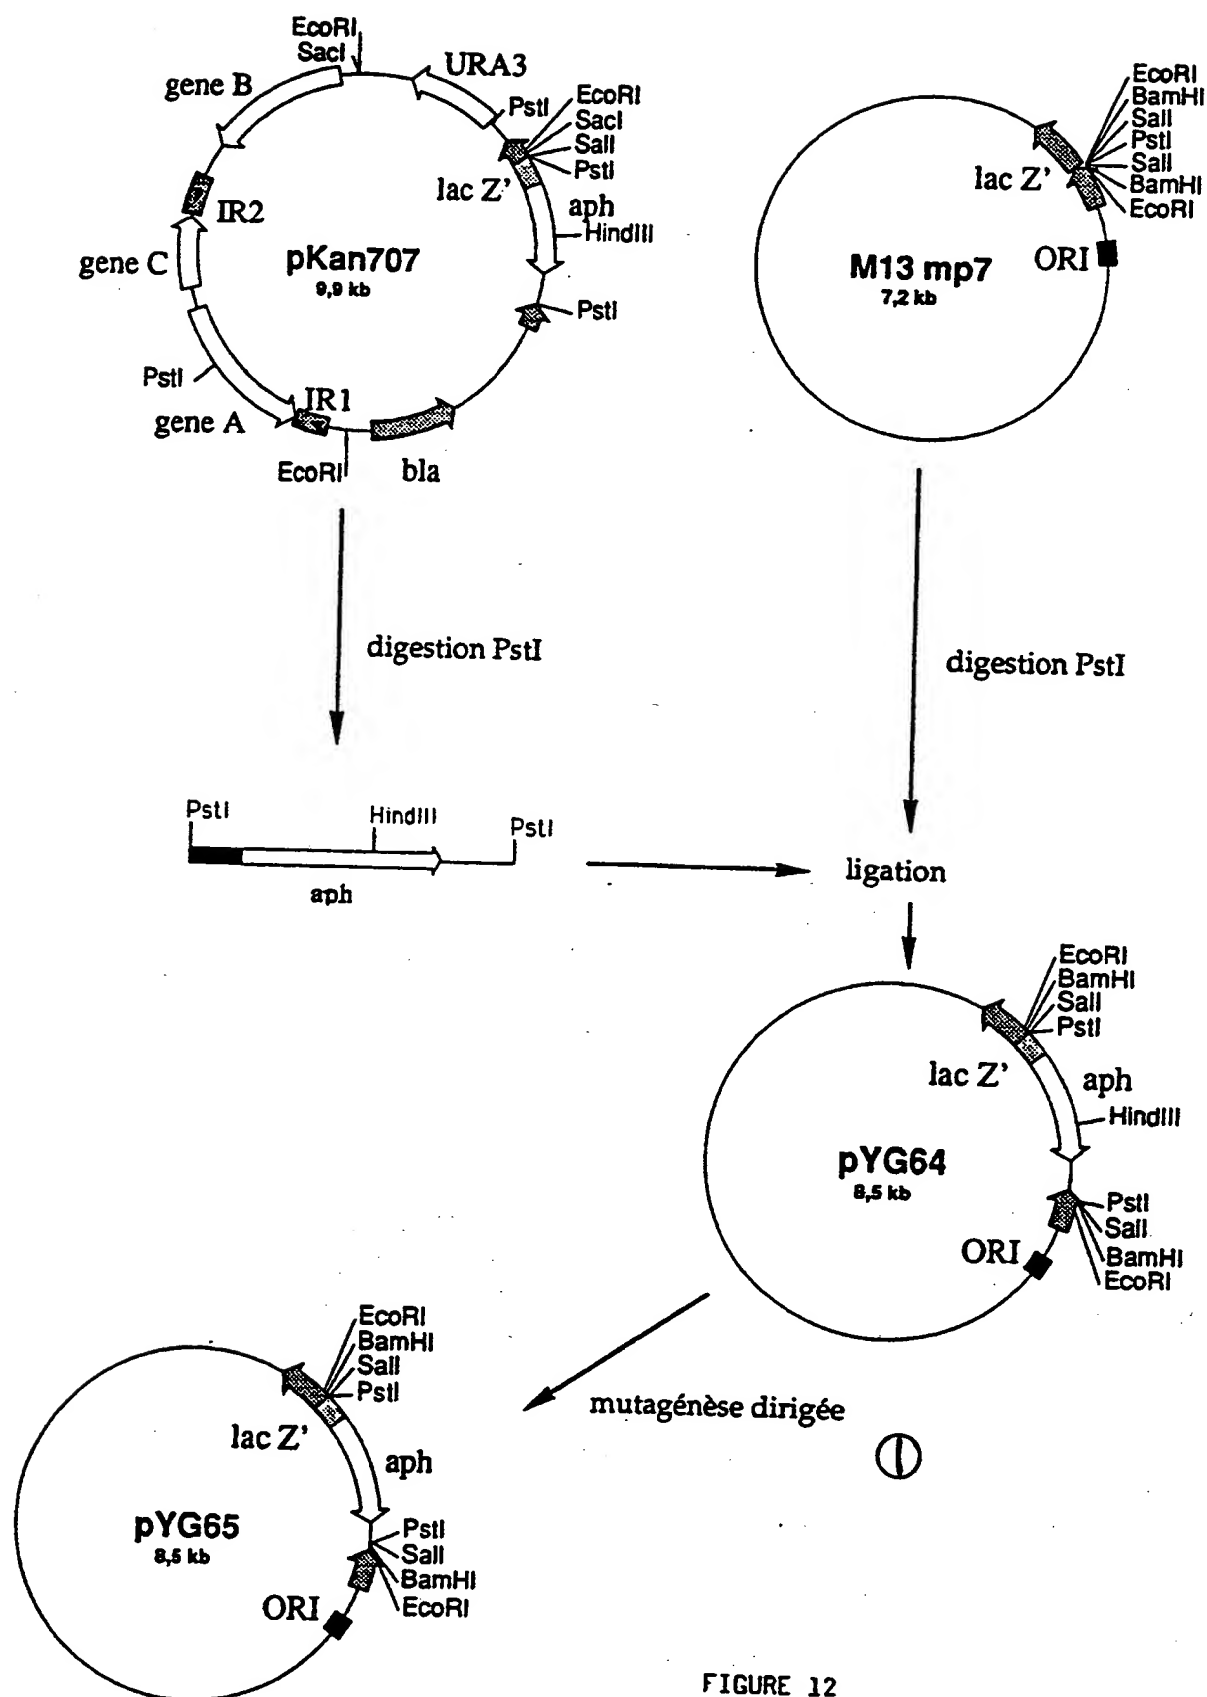 EcoRI
SacI
gene B
URA3
PstI
EcoRI
SacI
SalI
PstI
lac Z'
aph
HindIII
IR2
gene C
pKan707
9,9 kb
PstI
PstI
IR1
gene A
EcoRI
bla
EcoRI
BamHI
SalI
PstI
SalI
BamHI
EcoRI
lac Z'
ORI
M13 mp7
7,2 kb
digestion PstI
digestion PstI
PstI
HindIII
PstI
aph
ligation
EcoRI
BamHI
SalI
PstI
lac Z'
aph
HindIII
pYG64
8,5 kb
PstI
SalI
BamHI
EcoRI
ORI
mutagénèse dirigée
EcoRI
BamHI
SalI
PstI
lac Z'
aph
pYG65
8,5 kb
PstI
SalI
BamHI
EcoRI
ORI
FIGURE 12